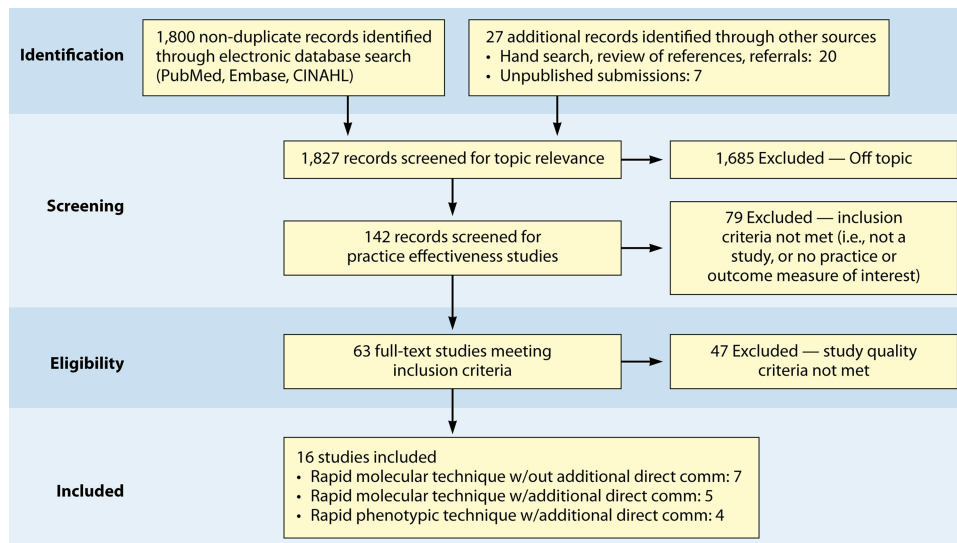 Identification
1,800 non-duplicate records identified
through electronic database search
(PubMed, Embase, CINAHL)
27 additional records identified through other sources
• Hand search, review of references, referrals: 20
• Unpublished submissions: 7
Screening
1,827 records screened for topic relevance
1,685 Excluded — Off topic
142 records screened for
practice effectiveness studies
79 Excluded — inclusion
criteria not met (i.e., not a
study, or no practice or
outcome measure of interest)
Eligibility
63 full-text studies meeting
inclusion criteria
47 Excluded — study quality
criteria not met
Included
16 studies included
• Rapid molecular technique w/out additional direct comm: 7
• Rapid molecular technique w/additional direct comm: 5
• Rapid phenotypic technique w/additional direct comm: 4